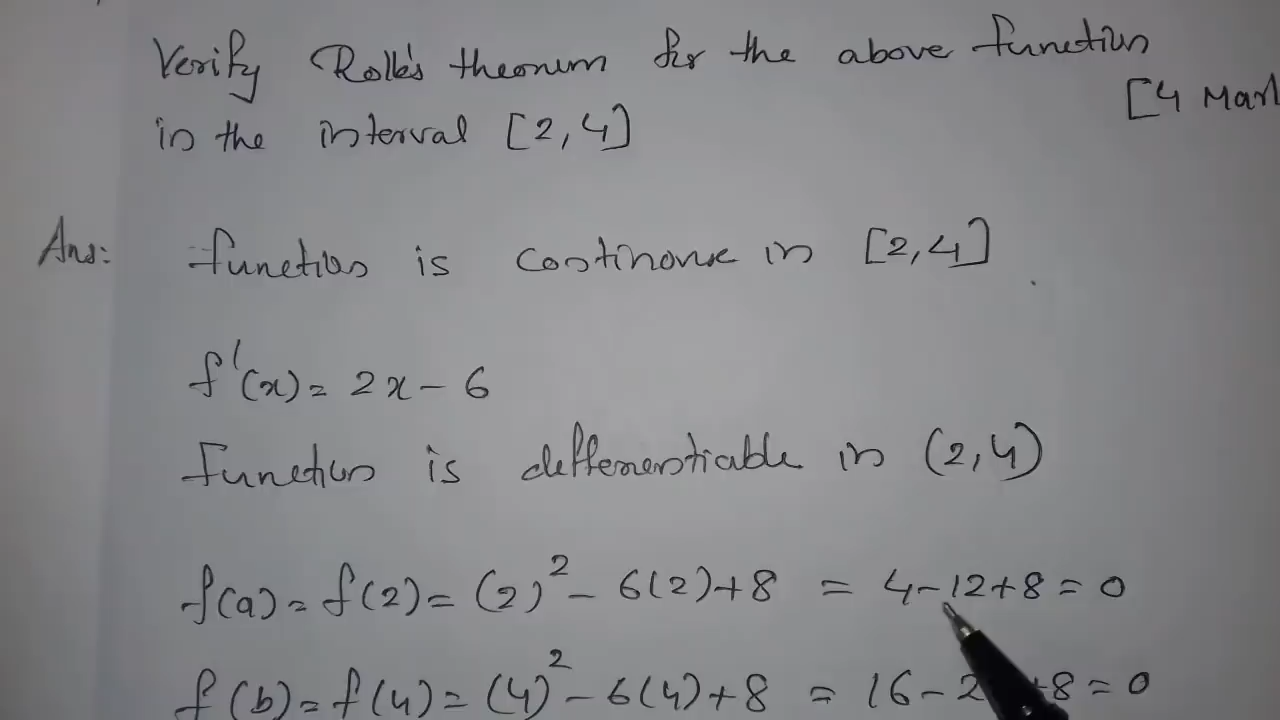 Verify Rolle's theorem for the above function
[4 Mar
in the interval [2,4]
Ans: function is continous in [2,4]
f'(x) = 2x - 6
Function is differentiable in (2,4)
f(a) = f(2) = (2)² - 6(2) + 8 = 4 - 12 + 8 = 0
f(b) = f(4) = (4)² - 6(4) + 8 = 16 - 2 +8 = 0